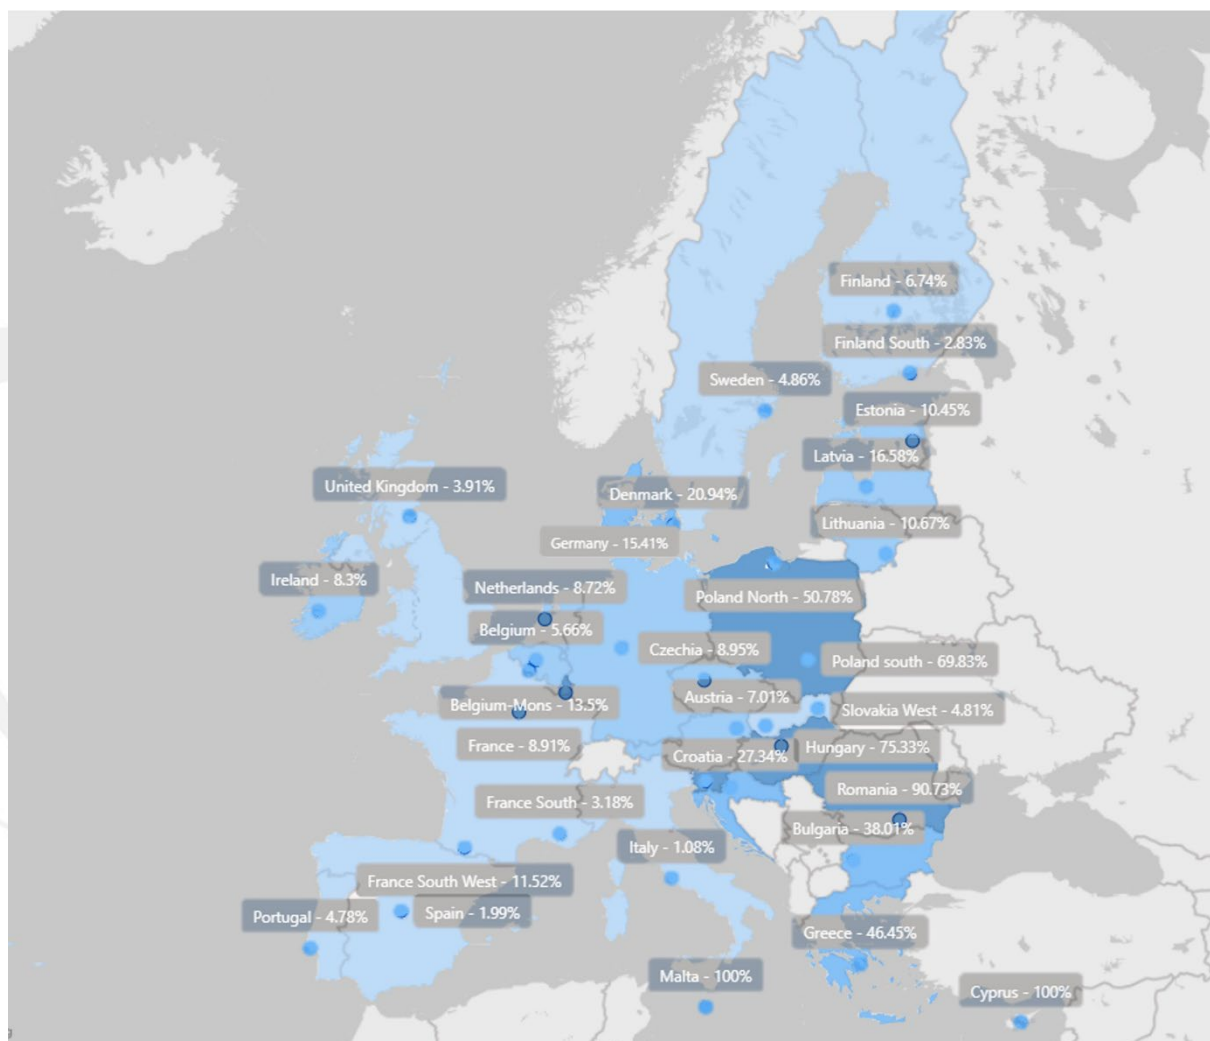 Finland - 6.74%
Finland South - 2.83%
Sweden - 4.86%
Estonia - 10.45%
Latvia - 16.58%
United Kingdom - 3.91%
Denmark - 20.94%
Lithuania - 10.67%
Germany - 15.41%
Ireland - 8.3%
Netherlands - 8.72%
Poland North - 50.78%
Belgium - 5.66%
Czechia - 8.95%
Poland south - 69.83%
Austria - 7.01%
Belgium-Mons - 13.5%
Slovakia West - 4.81%
France - 8.91%
Croatia - 27.34%
Hungary - 75.33%
Romania - 90.73%
France South - 3.18%
Bulgaria - 38.01%
Italy - 1.08%
France South West - 11.52%
Portugal - 4.78%
Spain - 1.99%
Greece - 46.45%
Malta - 100%
Cyprus - 100%